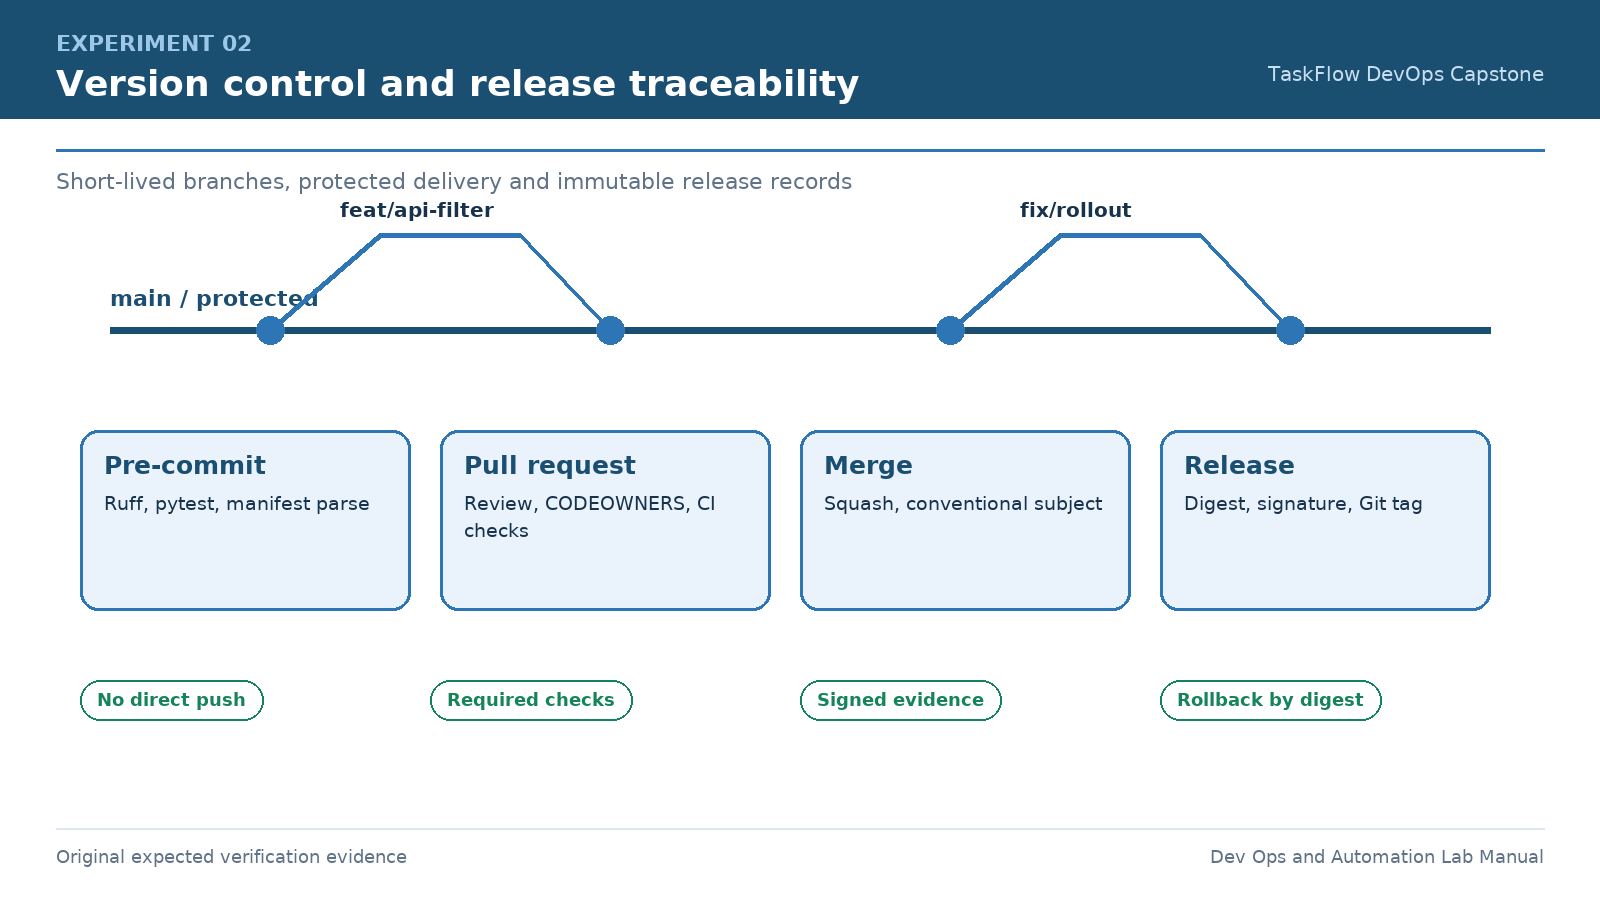 EXPERIMENT 02
Version control and release traceability
TaskFlow DevOps Capstone
Short-lived branches, protected delivery and immutable release records
feat/api-filter
fix/rollout
main / protected
Pre-commit
Ruff, pytest, manifest parse
Pull request
Review, CODEOWNERS, CI
checks
Merge
Squash, conventional subject
Release
Digest, signature, Git tag
No direct push
Required checks
Signed evidence
Rollback by digest
Original expected verification evidence
Dev Ops and Automation Lab Manual